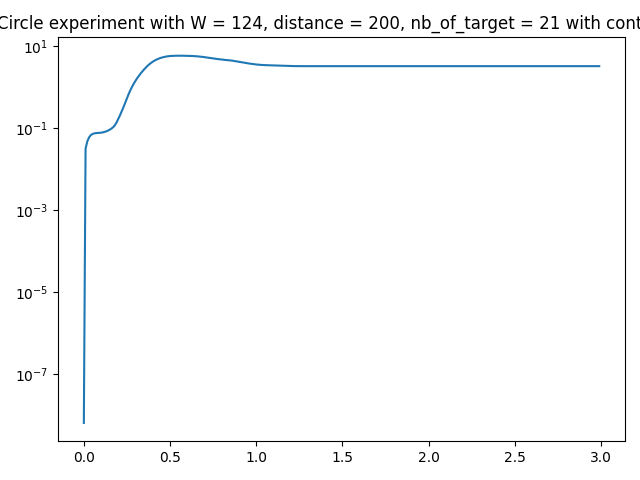 Circle experiment with W = 124, distance = 200, nb_of_target = 21 with cont
10^1
10^-1
10^-3
10^-5
10^-7
0.0 0.5 1.0 1.5 2.0 2.5 3.0